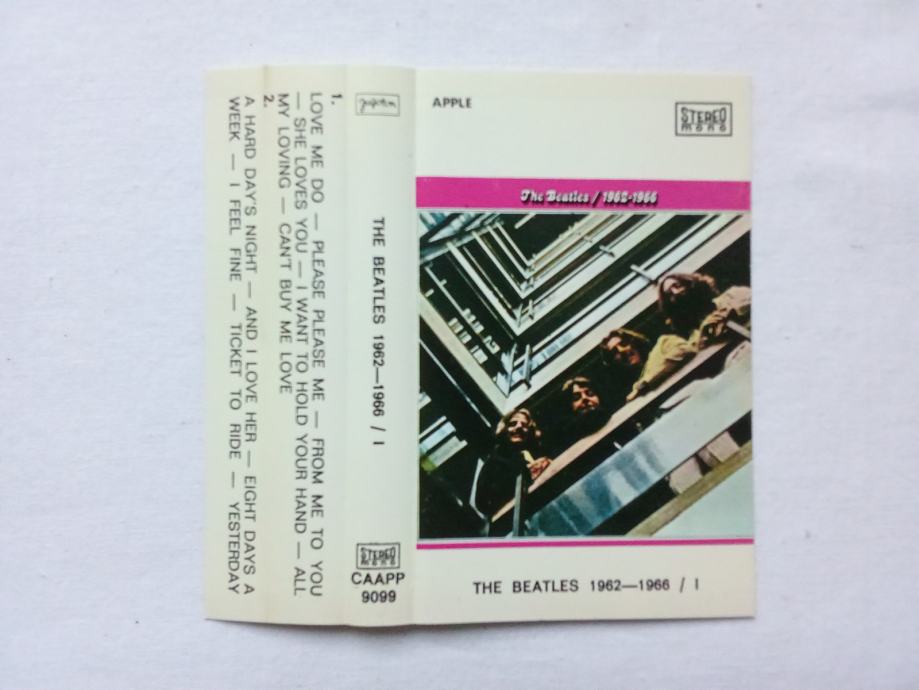 APPLE
STEREO
mono
The Beatles / 1962-1966
THE BEATLES 1962—1966 / I
jugoton
THE BEATLES 1962—1966 / I
STEREO
mono
CAAPP
9099
1.
LOVE ME DO — PLEASE PLEASE ME — FROM ME TO YOU
— SHE LOVES YOU — I WANT TO HOLD YOUR HAND — ALL
MY LOVING — CAN'T BUY ME LOVE
2.
A HARD DAY'S NIGHT — AND I LOVE HER — EIGHT DAYS A
WEEK — I FEEL FINE — TICKET TO RIDE — YESTERDAY